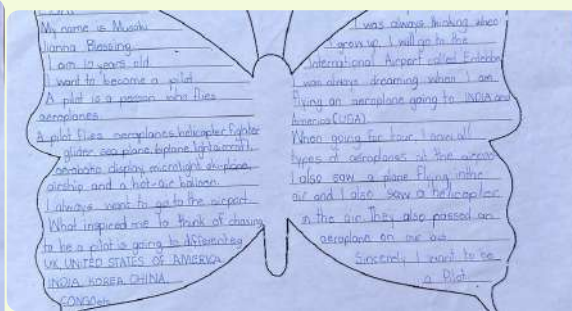 My name is Musoki
Jianna Blessing
I am 10 years old
I want to become a pilot
A pilot is a person who flies
aeroplanes
A pilot flies aeroplanes, helicopter, fighter
glider, sea plane, biplane, light aircraft,
aerobatic display, microlight, ski-plane,
airship and a hot-air balloon.
I always want to go to the airport.
What inspired me to think of chosing
to be a pilot is going to different
UK, UNITED STATES OF AMERICA
INDIA, KOREA, CHINA,
CONGO etc
I was always thinking when
I grow up, I will go to the
International Airport called Entebbe
I was always dreaming when I am
flying an aeroplane going to INDIA and
America (USA).
When going for tour, I saw all
types of aeroplanes at the airport
I also saw a plane flying in the
air and I also saw a helicopter
in the air. They also passed an
aeroplane on our
Sincerely I want to be
a Pilot